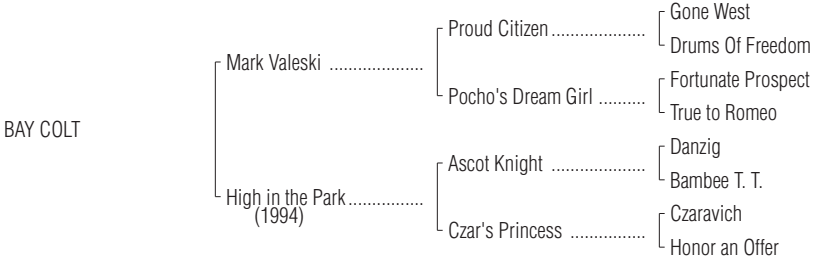 Gone West
Proud Citizen....................
Drums Of Freedom
Mark Valeski ....................
Fortunate Prospect
Pocho's Dream Girl ..........
True to Romeo
BAY COLT
Danzig
Ascot Knight ....................
Bambee T. T.
High in the Park................
(1994)
Czaravich
Czar's Princess ................
Honor an Offer